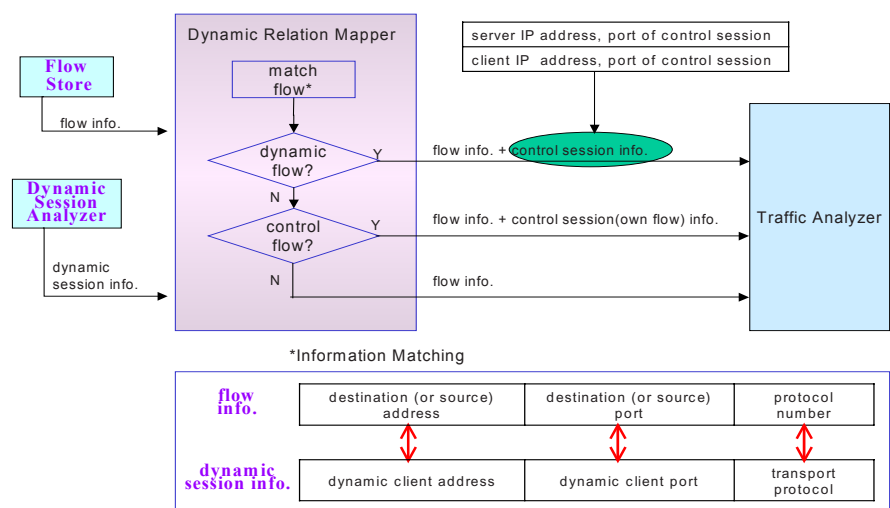 Dynamic Relation Mapper
server IP address, port of control session
client IP address, port of control session
Flow
Store
match
flow*
flow info.
dynamic
flow?
Y
flow info. + control session info.
N
Dynamic
Session
Analyzer
control
flow?
Y
flow info. + control session(own flow) info.
Traffic Analyzer
dynamic
session info.
N
flow info.
*Information Matching
flow
info.
destination (or source)
address
destination (or source)
port
protocol
number
dynamic
session info.
dynamic client address
dynamic client port
transport
protocol